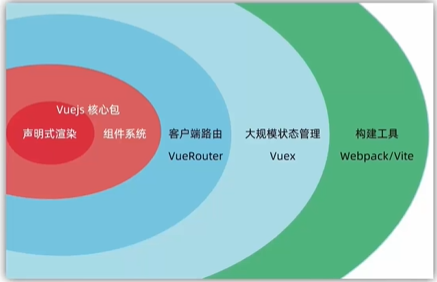 Vuejs 核心包
声明式渲染
组件系统
客户端路由
VueRouter
大规模状态管理
Vuex
构建工具
Webpack/Vite